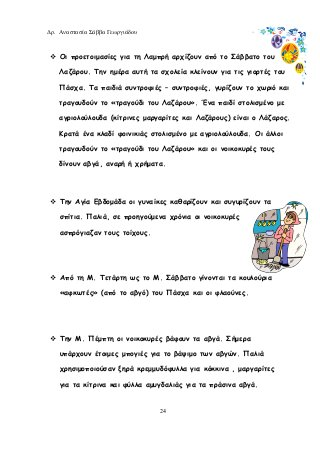 Δρ. Αναστασία Σάββα Γεωργιάδου
❖ Οι προετοιμασίες για τη Λαμπρή αρχίζουν από το Σάββατο του
Λαζάρου. Την ημέρα αυτή τα σχολεία κλείνουν για τις γιορτές του
Πάσχα. Τα παιδιά συντροφιές – συντροφιές, γυρίζουν το χωριό και
τραγουδούν το «τραγούδι του Λαζάρου». Ένα παιδί στολισμένο με
αγριολούλουδα (κίτρινες μαργαρίτες και Λαζάρους) είναι ο Λάζαρος.
Κρατά ένα κλαδί φοινικιάς στολισμένο με αγριολούλουδα. Οι άλλοι
τραγουδούν το «τραγούδι του Λαζάρου» και οι νοικοκυρές τους
δίνουν αβγά, αναρή ή χρήματα.
❖ Την Αγία Εβδομάδα οι γυναίκες καθαρίζουν και συγυρίζουν τα
σπίτια. Παλιά, σε προηγούμενα χρόνια οι νοικοκυρές
ασπρόγιαζαν τους τοίχους.
❖ Από τη Μ. Τετάρτη ως το Μ. Σάββατο γίνονται τα κουλούρια
«αφκωτές» (από το αβγό) του Πάσχα και οι φλαούνες.
❖ Την Μ. Πέμπτη οι νοικοκυρές βάφουν τα αβγά. Σήμερα
υπάρχουν έτοιμες μπογιές για το βάψιμο των αβγών. Παλιά
χρησιμοποιούσαν ξηρά κρεμμυδόφυλλα για κόκκινα , μαργαρίτες
για τα κίτρινα και φύλλα αμυγδαλιάς για τα πράσινα αβγά.
24